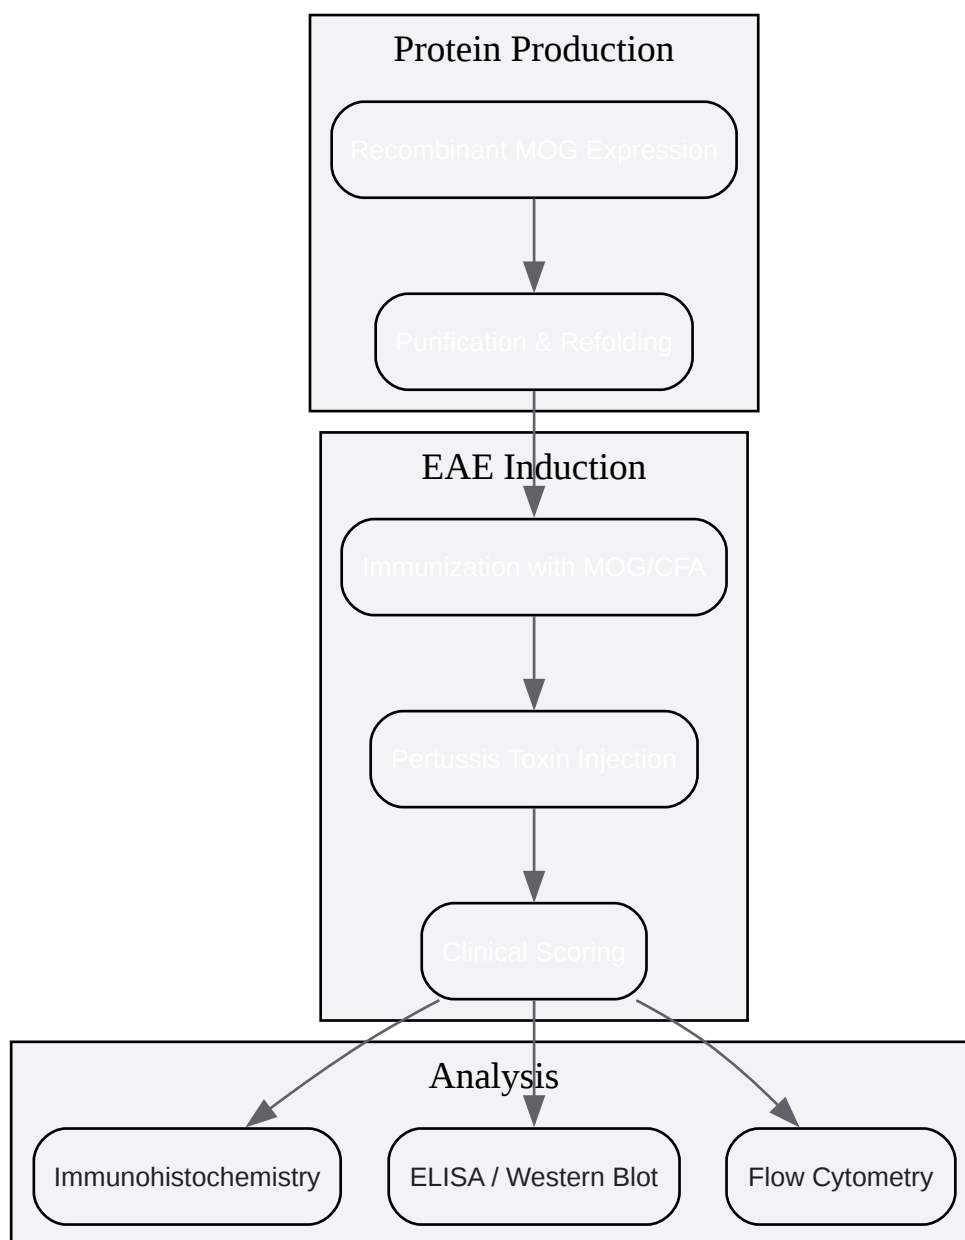 Protein Production
Recombinant MOG Expression
Purification & Refolding
EAE Induction
Immunization with MOG/CFA
Pertussis Toxin Injection
Clinical Scoring
Analysis
Immunohistochemistry
ELISA / Western Blot
Flow Cytometry